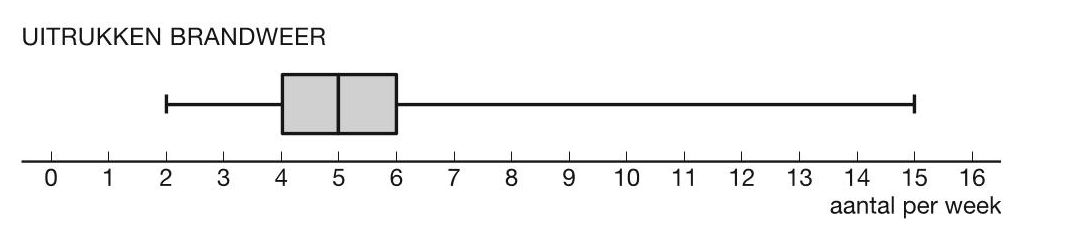 UITRUKKEN BRANDWEER
0 1 2 3 4 5 6 7 8 9 10 11 12 13 14 15 16
aantal per week